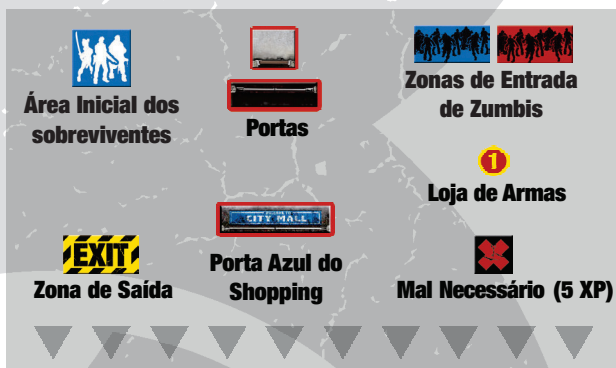 Área Inicial dos
sobreviventes
Portas
Zonas de Entrada
de Zumbis
1
Loja de Armas
EXIT
Zona de Saída
CITY MALL
Porta Azul do
Shopping
Mal Necessário (5 XP)